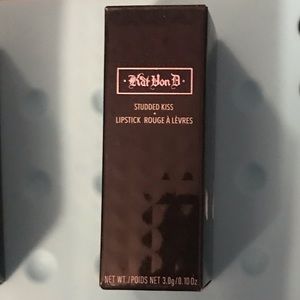 Kat Von D
STUDDED KISS
LIPSTICK ROUGE À LÈVRES
NET WT./POIDS NET 3.0g/0.10 Oz.